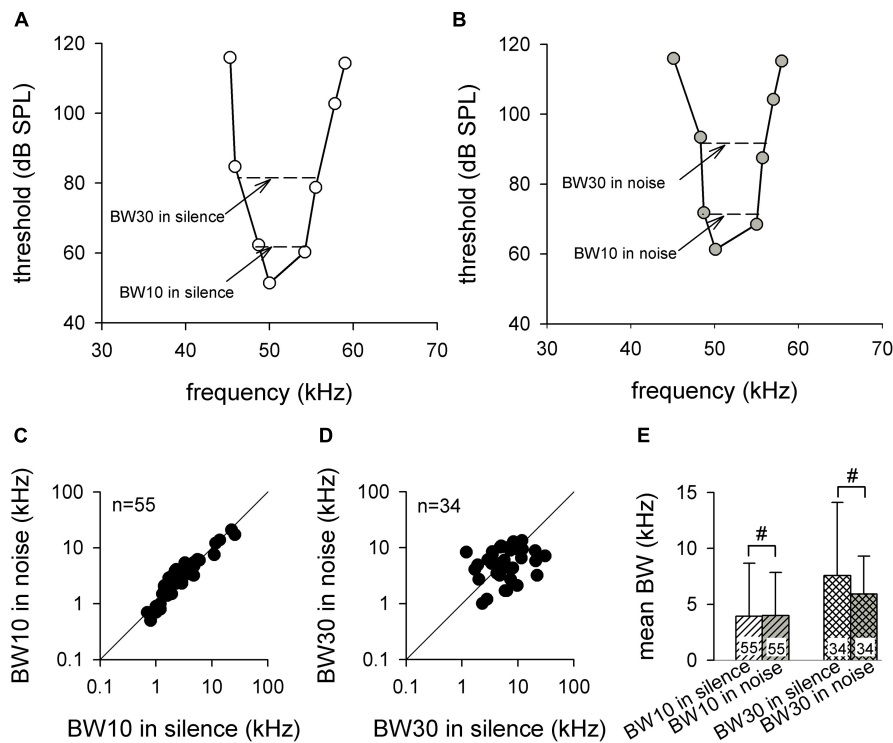 A
threshold (dB SPL)
120
100
80
60
40
BW30 in silence
BW10 in silence
30 40 50 60 70
frequency (kHz)
B
threshold (dB SPL)
120
100
80
60
40
BW30 in noise
BW10 in noise
30 40 50 60 70
frequency (kHz)
C
BW10 in noise (kHz)
100
10
1
0.1
n=55
0.1 1 10 100
BW10 in silence (kHz)
D
BW30 in noise (kHz)
100
10
1
0.1
n=34
0.1 1 10 100
BW30 in silence (kHz)
E
mean BW (kHz)
15
10
5
0
# #
55 55 34 34
BW10 in silence
BW10 in noise
BW30 in silence
BW30 in noise